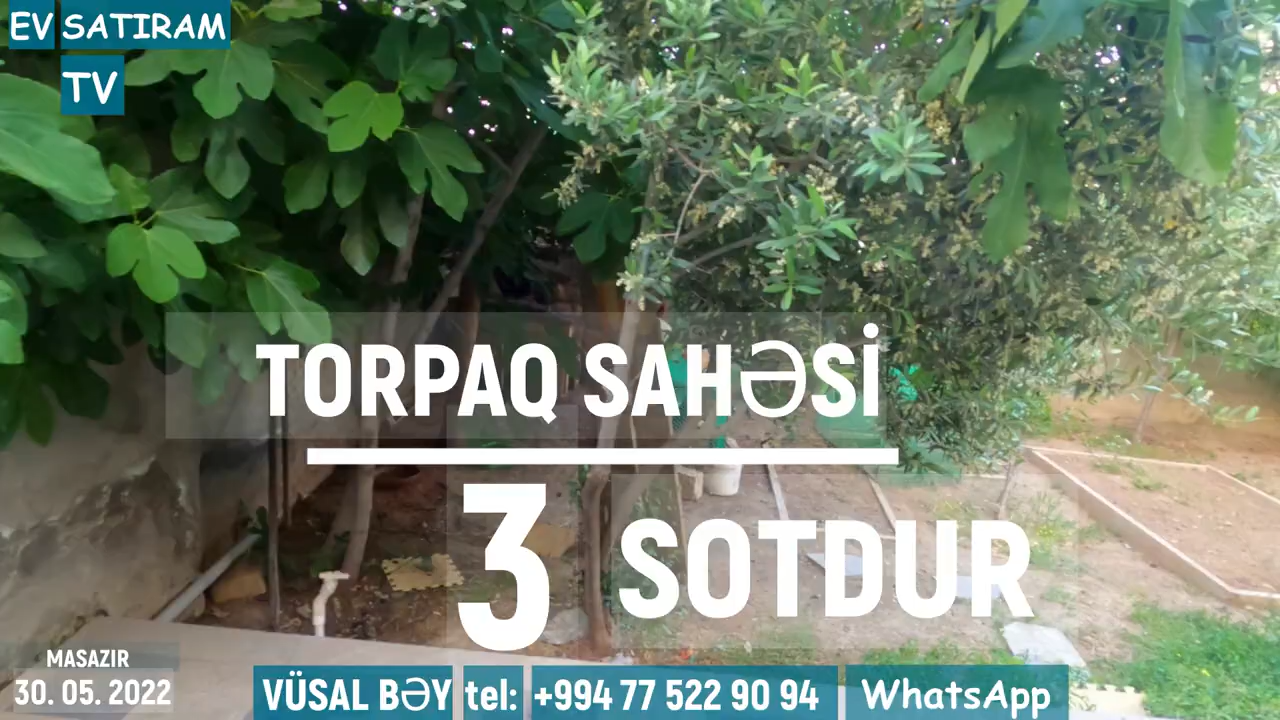 EV SATIRAM
TV
TORPAQ SAHƏSİ
3 SOTDUR
MASAZIR
30. 05. 2022
VÜSAL BƏY tel: +994 77 522 90 94 WhatsApp